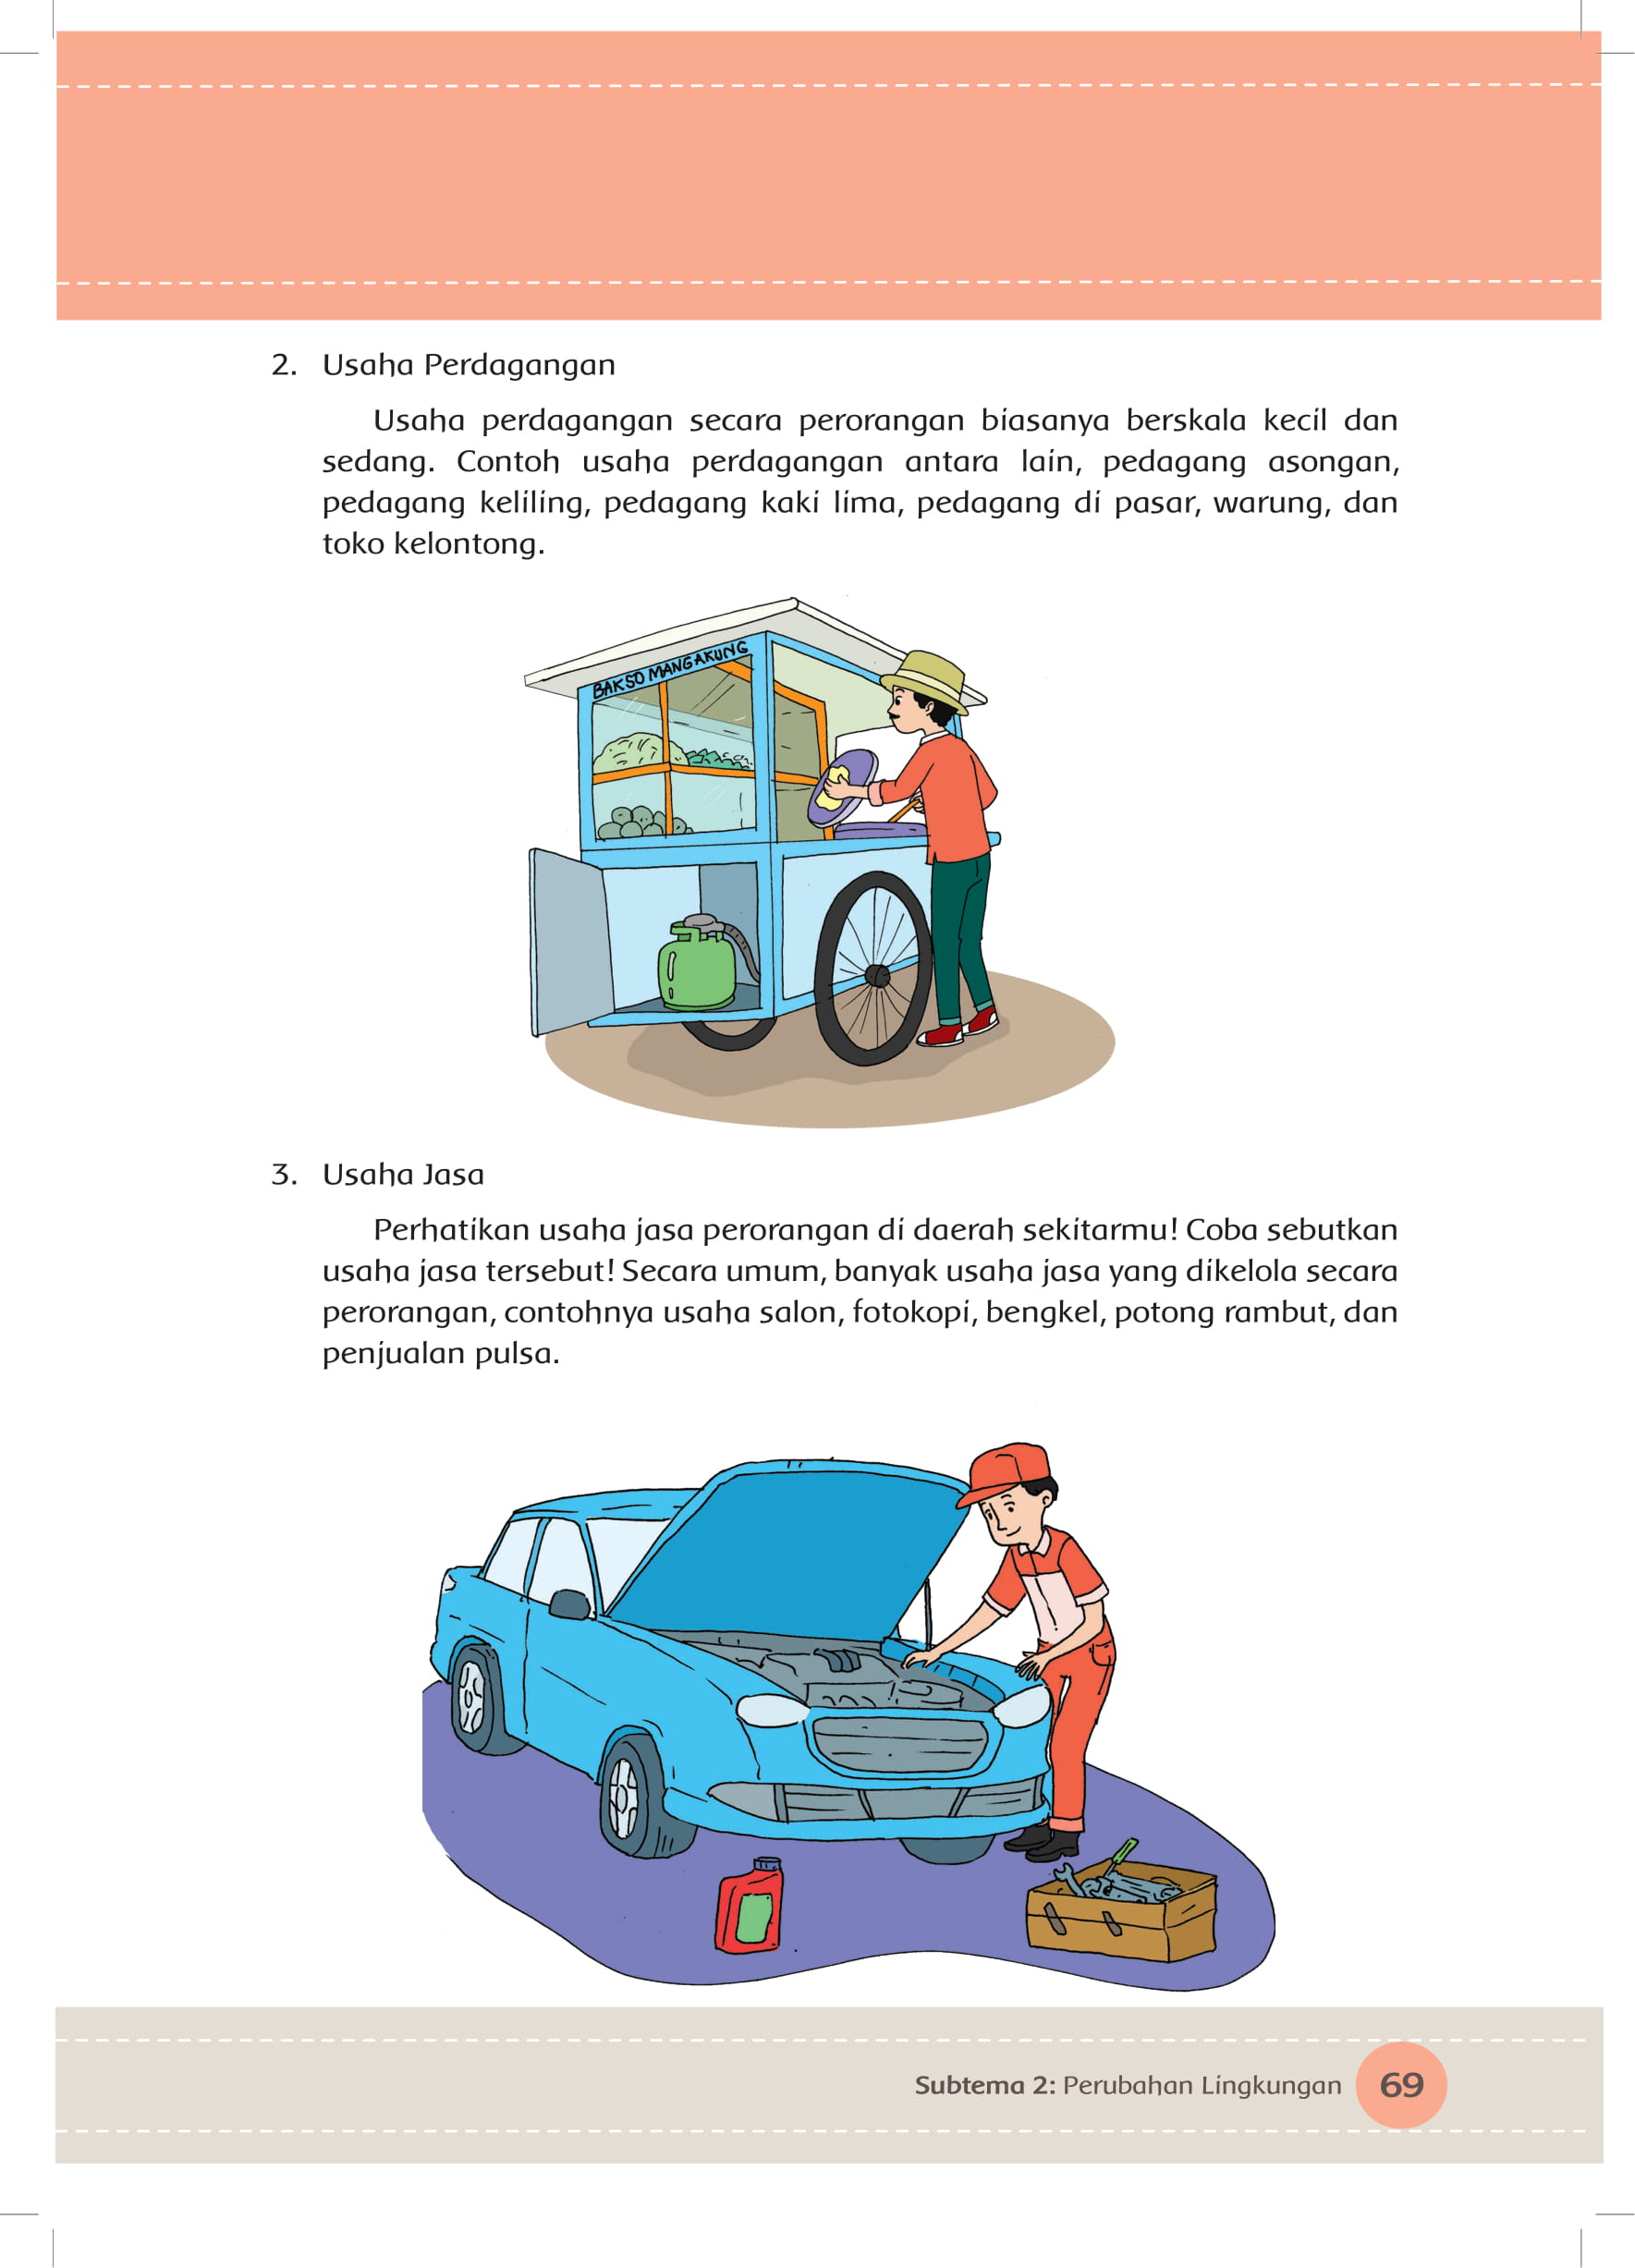 2. Usaha Perdagangan
Usaha perdagangan secara perorangan biasanya berskala kecil dan
sedang. Contoh usaha perdagangan antara lain, pedagang asongan,
pedagang keliling, pedagang kaki lima, pedagang di pasar, warung, dan
toko kelontong.
BAKSO MANG AKUNG
3. Usaha Jasa
Perhatikan usaha jasa perorangan di daerah sekitarmu! Coba sebutkan
usaha jasa tersebut! Secara umum, banyak usaha jasa yang dikelola secara
perorangan, contohnya usaha salon, fotokopi, bengkel, potong rambut, dan
penjualan pulsa.
Subtema 2: Perubahan Lingkungan 69